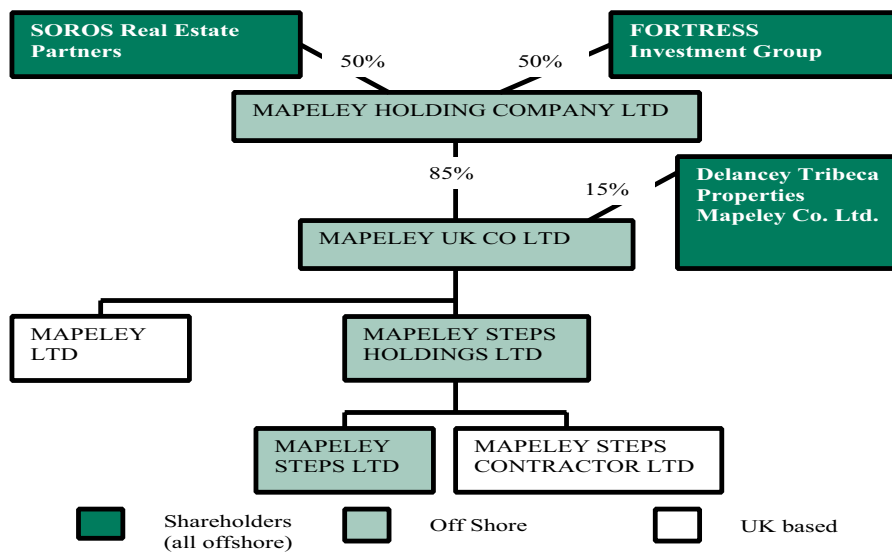 SOROS Real Estate
Partners
FORTRESS
Investment Group
50%
50%
MAPELEY HOLDING COMPANY LTD
85%
15%
Delancey Tribeca
Properties
Mapeley Co. Ltd.
MAPELEY UK CO LTD
MAPELEY
LTD
MAPELEY STEPS
HOLDINGS LTD
MAPELEY
STEPS LTD
MAPELEY STEPS
CONTRACTOR LTD
Shareholders
(all offshore)
Off Shore
UK based